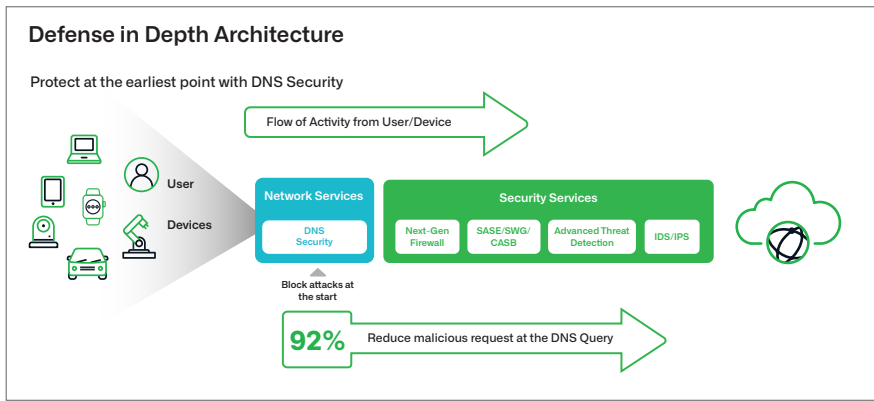 Defense in Depth Architecture
Protect at the earliest point with DNS Security
Flow of Activity from User/Device
User
Devices
Network Services
DNS
Security
Security Services
Next-Gen
Firewall
SASE/SWG/
CASB
Advanced Threat
Detection
IDS/IPS
Block attacks at
the start
92%
Reduce malicious request at the DNS Query